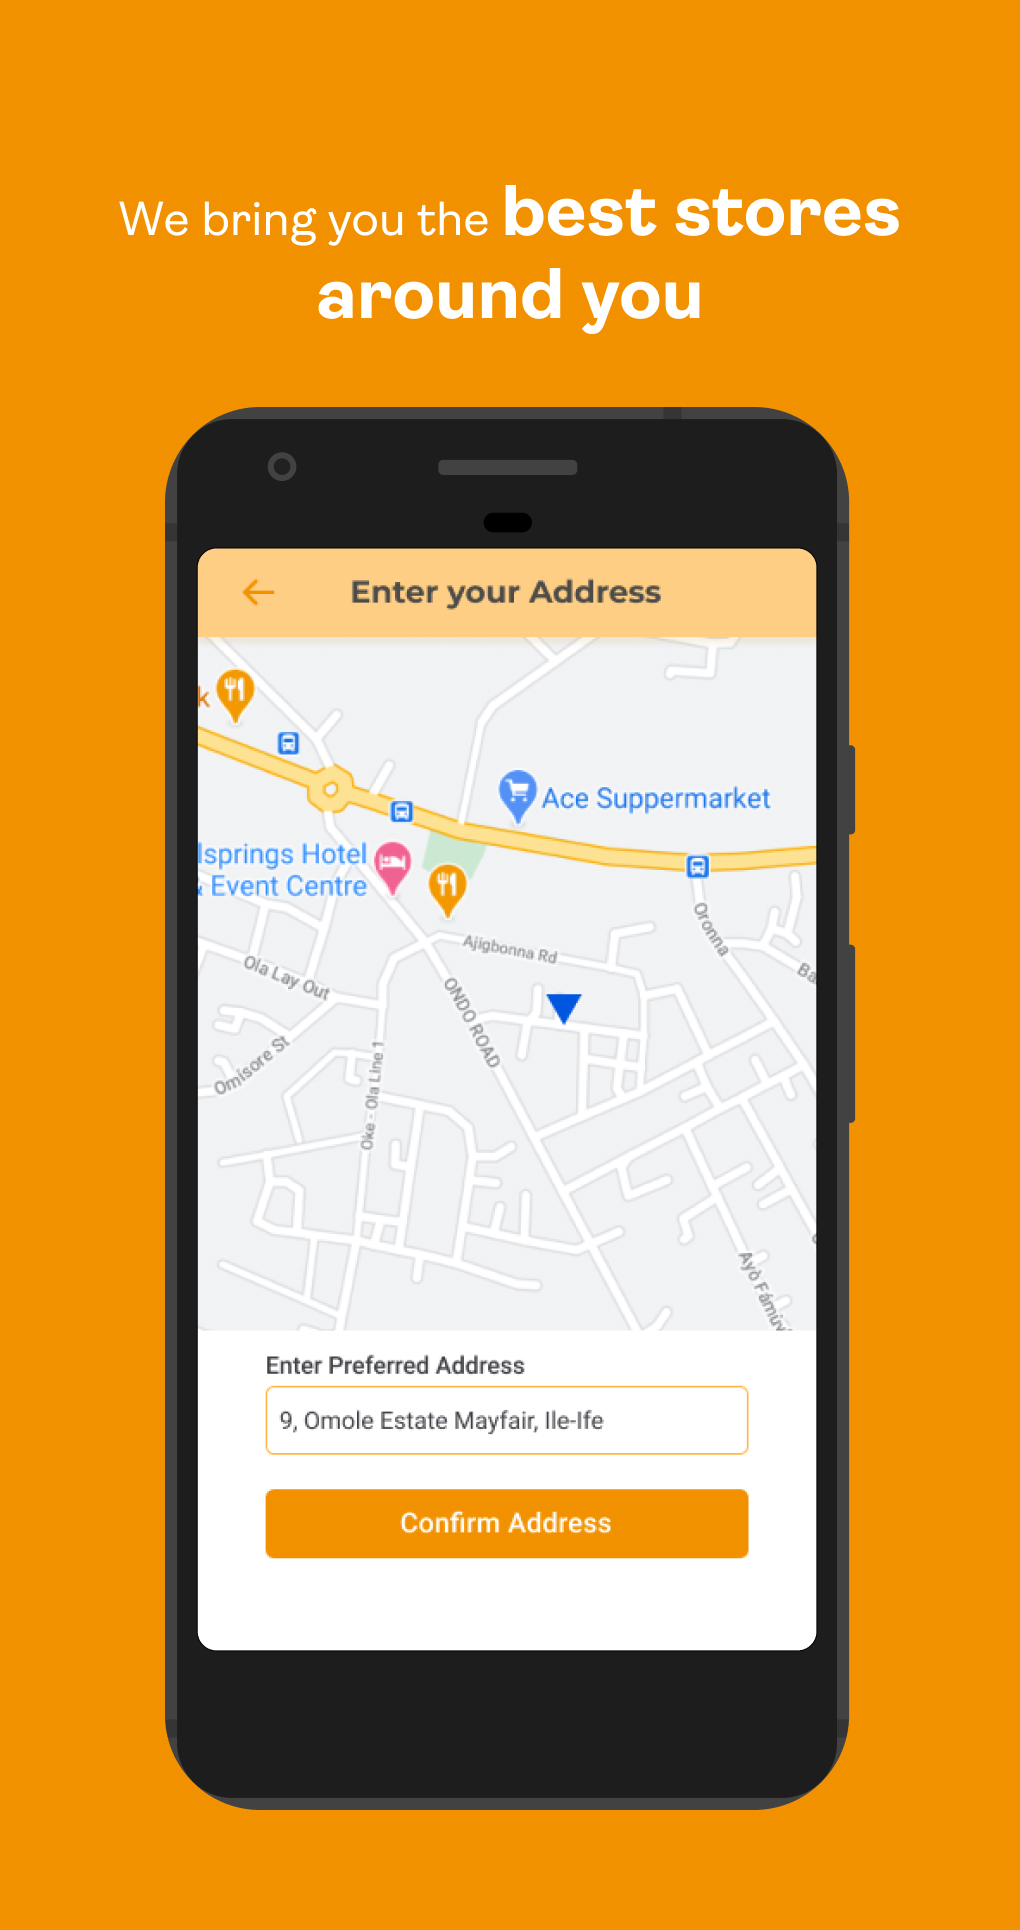 We bring you the best stores
around you
Enter your Address
k
Ace Suppermarket
lsprings Hotel
& Event Centre
Oronna
Ajigbonna Rd
Ba
Ola Lay Out
ONDO ROAD
Omisore St
Oke - Ola Line 1
Ayò Fámúv
Enter Preferred Address
9, Omole Estate Mayfair, Ile-Ife
Confirm Address